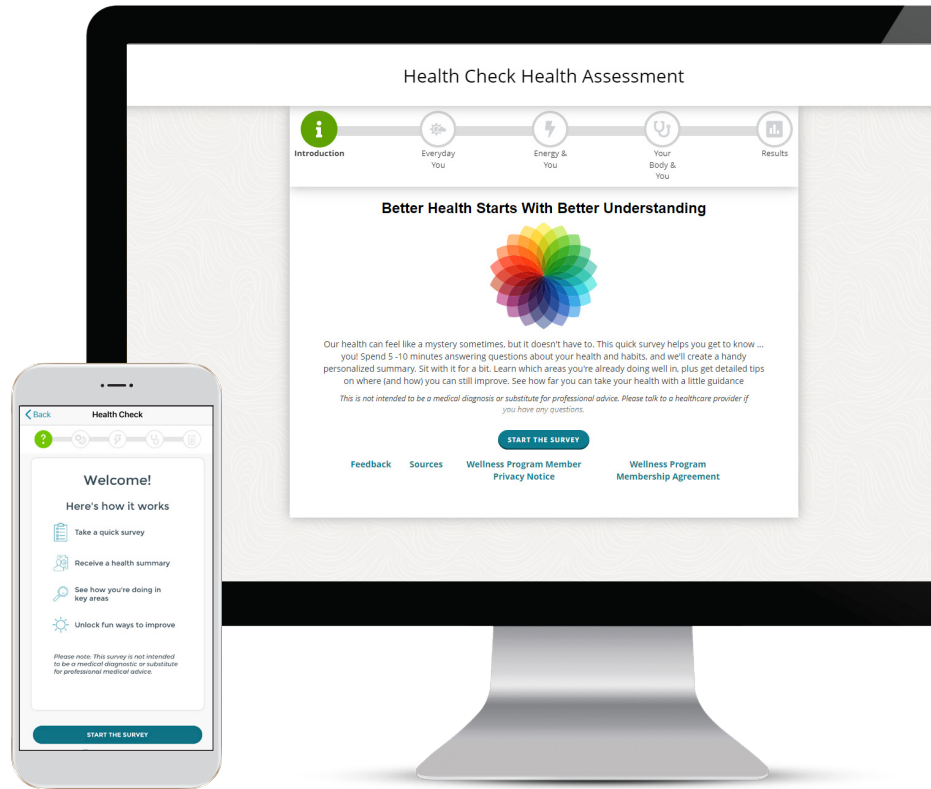 Health Check Health Assessment
Introduction
Everyday
You
Energy &
You
Your
Body &
You
Results
Better Health Starts With Better Understanding
Our health can feel like a mystery sometimes, but it doesn't have to. This quick survey helps you get to know ...
you! Spend 5 -10 minutes answering questions about your health and habits, and we'll create a handy
personalized summary. Sit with it for a bit. Learn which areas you're already doing well in, plus get detailed tips
on where (and how) you can still improve. See how far you can take your health with a little guidance
This is not intended to be a medical diagnosis or substitute for professional advice. Please talk to a healthcare provider if
you have any questions.
START THE SURVEY
Feedback
Sources
Wellness Program Member
Privacy Notice
Wellness Program
Membership Agreement
Back
Health Check
?
Welcome!
Here's how it works
Take a quick survey
Receive a health summary
See how you're doing in
key areas
Unlock fun ways to improve
Please note: This survey is not intended
to be a medical diagnostic or substitute
for professional medical advice.
START THE SURVEY